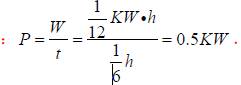 : P = W/t = (1/12 KW•h)/(1/6 h) = 0.5KW .